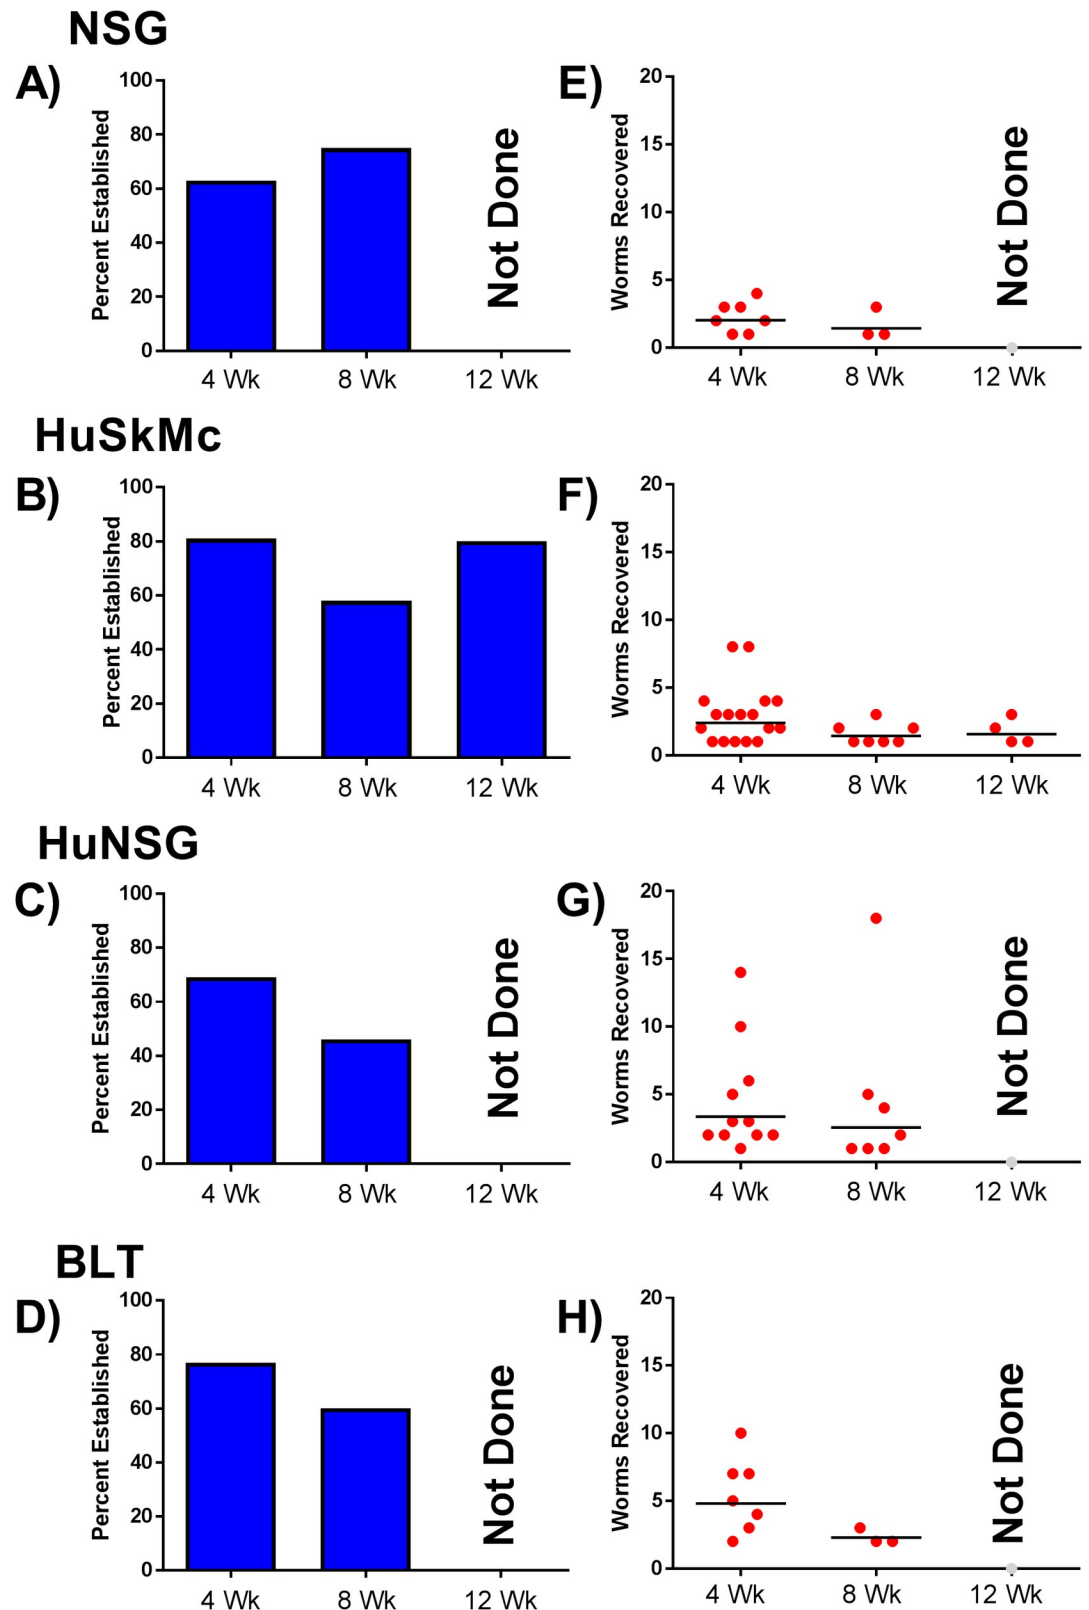 NSG
A)
Percent Established
100
80
60
40
20
0
4 Wk
8 Wk
12 Wk
Not Done
E)
Worms Recovered
20
15
10
5
0
4 Wk
8 Wk
12 Wk
Not Done
HuSkMc
B)
Percent Established
100
80
60
40
20
0
4 Wk
8 Wk
12 Wk
F)
Worms Recovered
20
15
10
5
0
4 Wk
8 Wk
12 Wk
HuNSG
C)
Percent Established
100
80
60
40
20
0
4 Wk
8 Wk
12 Wk
Not Done
G)
Worms Recovered
20
15
10
5
0
4 Wk
8 Wk
12 Wk
Not Done
BLT
D)
Percent Established
100
80
60
40
20
0
4 Wk
8 Wk
12 Wk
Not Done
H)
Worms Recovered
20
15
10
5
0
4 Wk
8 Wk
12 Wk
Not Done